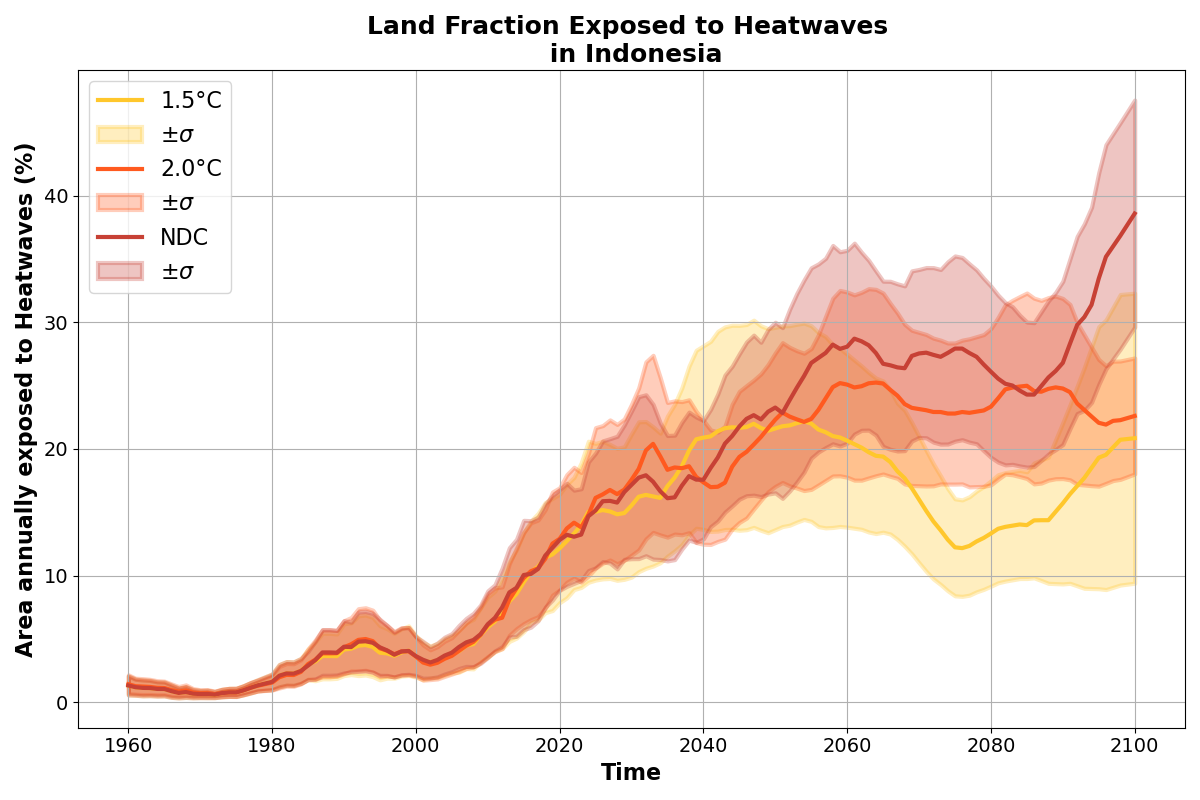 Land Fraction Exposed to Heatwaves
in Indonesia
1.5°C
±σ
2.0°C
±σ
NDC
±σ
Area annually exposed to Heatwaves (%)
40
30
20
10
0
1960 1980 2000 2020 2040 2060 2080 2100
Time